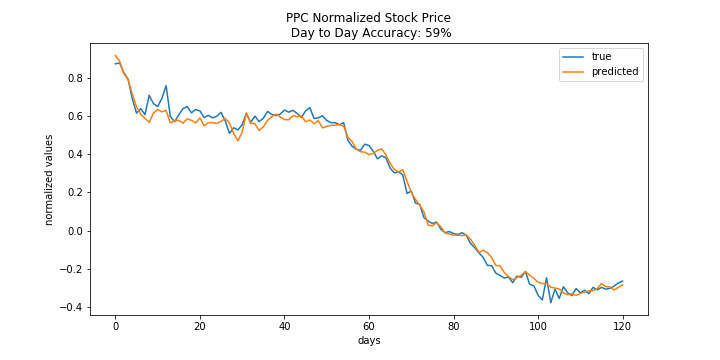 PPC Normalized Stock Price
Day to Day Accuracy: 59%
true
predicted
normalized values
0.8
0.6
0.4
0.2
0.0
−0.2
−0.4
0
20
40
60
80
100
120
days